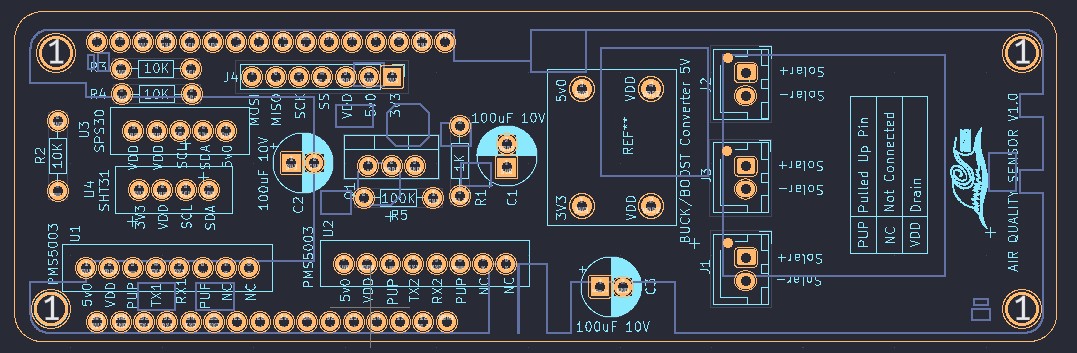 1
1
R3
10K
R4
10K
J4
MOSI
MISO
SCK
SS
VDD
5v0
3V3
R2
10K
U3
SPS30
VDD
VDD
SCL
SDA
5v0
U4
SHT31
3V3
VDD
SCL
SDA
100uF 10V
C2
Q1
100K
R5
1K
R1
100uF 10V
C1
5v0
VDD
REF**
3V3
VDD
BUCK/BOOST Converter 5V
J2
Solar+
Solar-
J3
Solar+
Solar-
J1
Solar+
Solar-
PUP Pulled Up Pin
NC Not Connected
VDD Drain
AIR QUALITY SENSOR V1.0
PMS5003
U1
5v0
VDD
PUP
TX1
RX1
PUP
NC
NC
PMS5003
U2
5v0
VDD
PUP
TX2
RX2
PUP
NC
NC
C3
100uF 10V
1
1